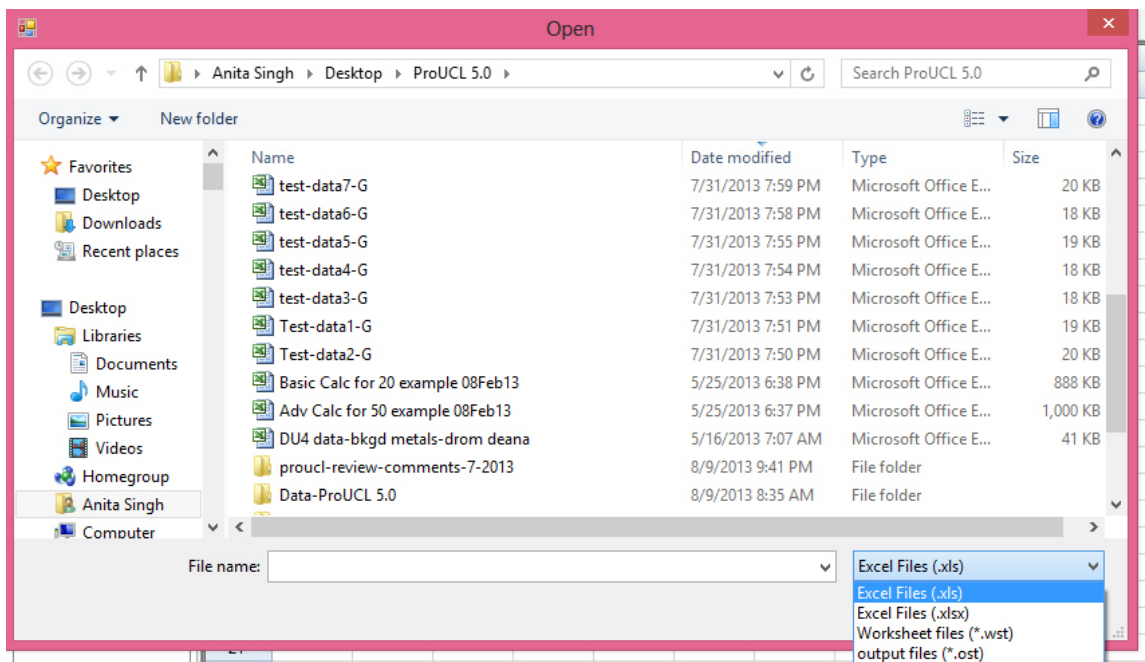 Open
Anita Singh Desktop ProUCL 5.0
Search ProUCL 5.0
Organize New folder
Favorites
Desktop
Downloads
Recent places
Desktop
Libraries
Documents
Music
Pictures
Videos
Homegroup
Anita Singh
Computer
Name Date modified Type Size
test-data7-G 7/31/2013 7:59 PM Microsoft Office E... 20 KB
test-data6-G 7/31/2013 7:58 PM Microsoft Office E... 18 KB
test-data5-G 7/31/2013 7:55 PM Microsoft Office E... 19 KB
test-data4-G 7/31/2013 7:54 PM Microsoft Office E... 18 KB
test-data3-G 7/31/2013 7:53 PM Microsoft Office E... 18 KB
Test-data1-G 7/31/2013 7:51 PM Microsoft Office E... 19 KB
Test-data2-G 7/31/2013 7:50 PM Microsoft Office E... 20 KB
Basic Calc for 20 example 08Feb13 5/25/2013 6:38 PM Microsoft Office E... 888 KB
Adv Calc for 50 example 08Feb13 5/25/2013 6:37 PM Microsoft Office E... 1,000 KB
DU4 data-bkgd metals-drom deana 5/16/2013 7:07 AM Microsoft Office E... 41 KB
proucl-review-comments-7-2013 8/9/2013 9:41 PM File folder
Data-ProUCL 5.0 8/9/2013 8:35 AM File folder
File name:
Excel Files (.xls)
Excel Files (.xls)
Excel Files (.xlsx)
Worksheet files (*.wst)
output files (*.ost)